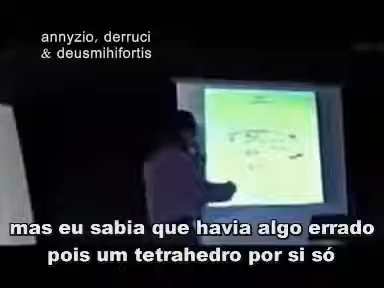 annyzio, derruci
& deusmihifortis
mas eu sabia que havia algo errado
pois um tetrahedro por si só